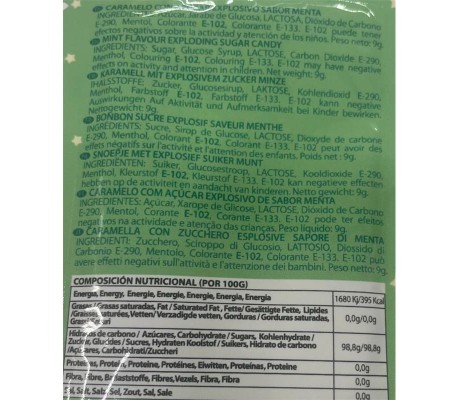 CARAMELO CON AZÚCAR EXPLOSIVO SABOR MENTA
INGREDIENTES: Azúcar, Jarabe de Glucosa, LACTOSA, Dióxido de Carbono
E-290, Mentol, Colorante E-102, Colorante E-133. E-102 puede tener
efectos negativos sobre la actividad y atención de los niños. Peso neto: 9g.
MINT FLAVOUR EXPLODING SUGAR CANDY
INGREDIENTS: Sugar, Glucose Syrup, LACTOSE, Carbon Dioxide E-290,
Menthol, Colouring E-102, Colouring E-133. E-102 may have negative
effects on activity and attention in children. Net weight: 9g.
KARAMELL MIT EXPLOSIVEM ZUCKER MINZE
INHALSSTOFFE: Zucker, Glucosesirup, LAKTOSE, Kohlendioxid E-290,
Menthol, Farbstoff E-102, Farbstoff E-133. E-102 kann negative
Auswirkungen auf Aktivität und Aufmerksamkeit bei Kinder bewirken.
Nettogewicht: 9g.
BONBON SUCRE EXPLOSIF SAVEUR MENTHE
INGRÉDIENTS: Sucre, Sirop de Glucose, LACTOSE, Dioxyde de carbone
E-290, Menthol, Colorant E-102, Colorant E-133. E-102 peut avoir des
effets négatifs sur l'activité et l'attention des enfants. Poids net : 9g.
SNOEPJE MET EXPLOSIEF SUIKER MUNT
INGREDIËNTEN: Suiker, Glucosestroop, LACTOSE, Kooldioxide E-290,
Menthol, Kleurstof E-102, Kleurstof E-133. E-102 kan negatieve effecten
hebben op de activiteit en aandacht van kinderen. Netto gewicht: 9g.
CARAMELO COM AÇÚCAR EXPLOSIVO DE SABOR MENTA
INGREDIENTES: Açúcar, Xarope de Glicose, LACTOSE, Dióxido de Carbono
E-290, Mentol, Corante E-102, Corante E-133. E-102 pode ter efeitos
negativos na actividade e atenção das crianças. Peso líquido: 9g.
CARAMELLA CON ZUCCHERO ESPLOSIVE SAPORE DI MENTA
INGREDIENTI: Zucchero, Sciroppo di Glucosio, LATTOSIO, Diossido di
Carbonio E-290, Mentolo, Colorante E-102, Colorante E-133. E-102 può
avere effetti negativi sull'attività e l'attenzione dei bambini. Peso netto: 9g.
COMPOSICIÓN NUTRICIONAL (POR 100G)
Energía, Energy, Energie, Energie, Energie, Energia, Energia 1680 Kj/395 Kcal
Grasas/Grasas saturadas, Fat / Saturated Fat , Fette/Gesättigte Fette, Lipides
/Graisses saturées, Vetten/Verzadigde vetten, Gorduras / Gorduras saturadas, 0,0g/0,0g
Grassi/saturi
Hidratos de carbono / Azúcares, Carbohydrate/Sugars, Kohlenhydrate /
Zucker, Glucides / Sucres, Hydraten Koolstof / Suikers, Hidrato de carbono 98,8g/98,8g
/Açúcares, Carbohidrati/Zuccheri
Proteínas, Protein, Proteine, Protéines, Eiwitten, Proteínas, Proteine 0,0g
Fibra, Fibre, Ballaststoffe, Fibres, Vezels, Fibra, Fibra 0,0g
Sal, Salt, Salz, Sel, Zout, Sal, Sale 0,0g